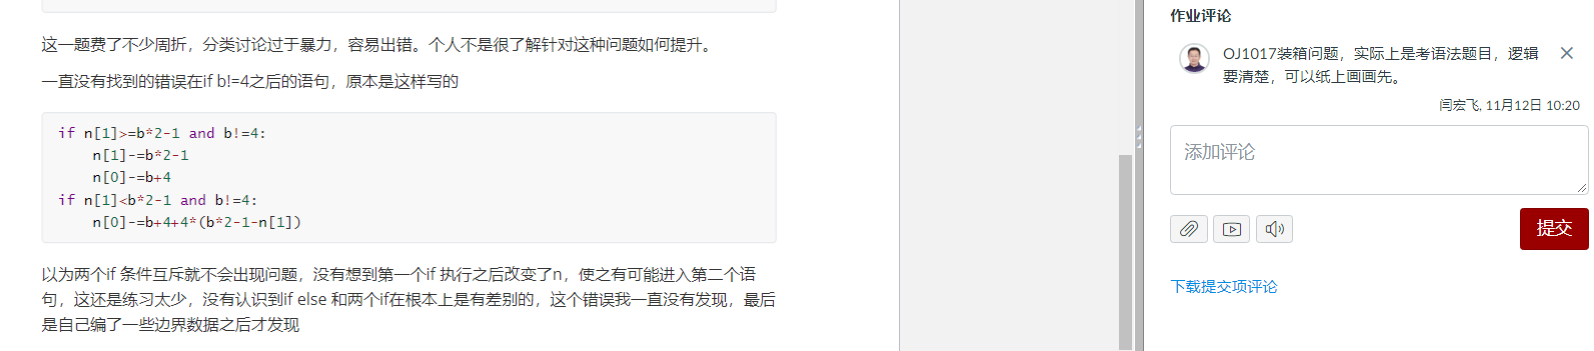 这一题费了不少周折，分类讨论过于暴力，容易出错。个人不是很了解针对这种问题如何提升。
一直没有找到的错误在if b!=4之后的语句，原本是这样写的
if n[1]>=b*2-1 and b!=4:
    n[1]-=b*2-1
    n[0]-=b+4
if n[1]<b*2-1 and b!=4:
    n[0]-=b+4+4*(b*2-1-n[1])
以为两个if 条件互斥就不会出现问题，没有想到第一个if 执行之后改变了n，使之有可能进入第二个语
句，这还是练习太少，没有认识到if else 和两个if在根本上是有差别的，这个错误我一直没有发现，最后
是自己编了一些边界数据之后才发现
作业评论
OJ1017装箱问题，实际上是考语法题目，逻辑
要清楚，可以纸上画画先。
闫宏飞, 11月12日 10:20
添加评论
提交
下载提交项评论